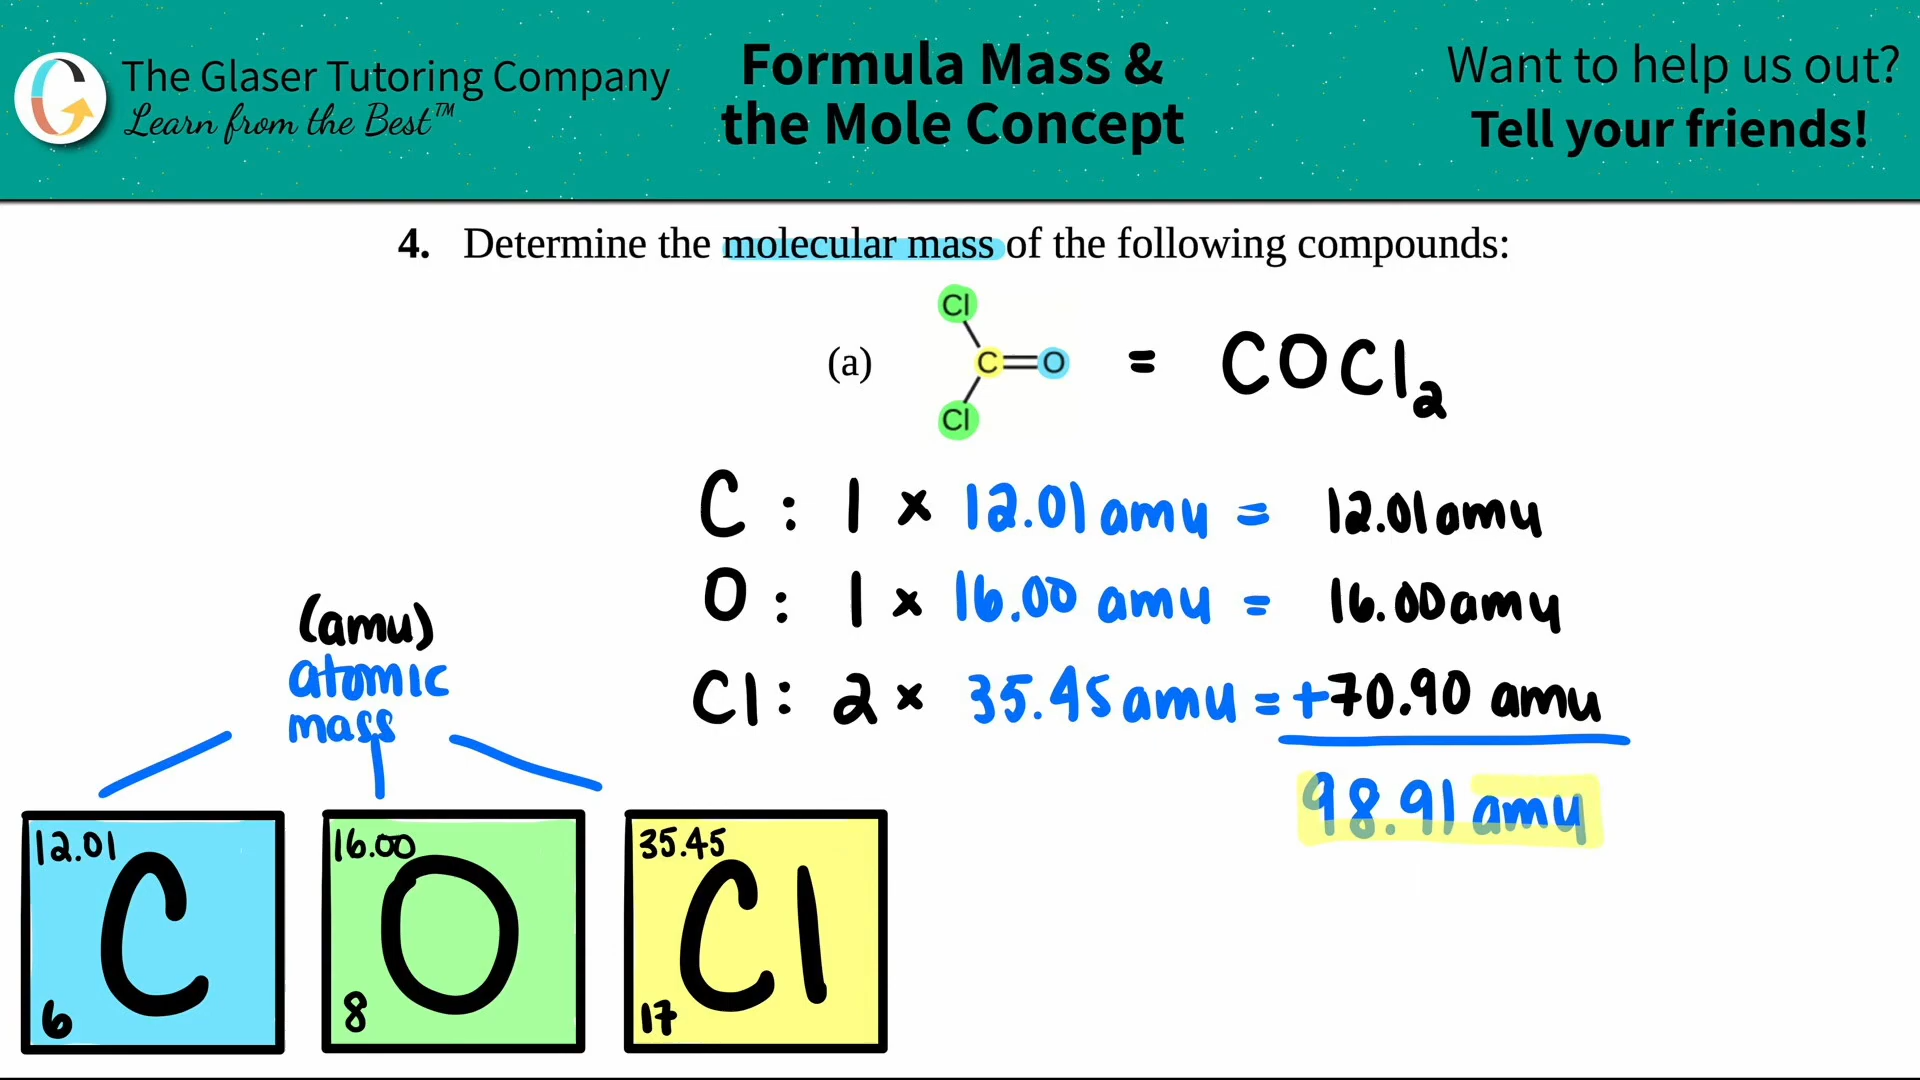 The Glaser Tutoring Company
Learn from the Best™
Formula Mass &
the Mole Concept
Want to help us out?
Tell your friends!
4. Determine the molecular mass of the following compounds:
(a)
Cl
C O
Cl
= COCl₂
C : 1 × 12.01 amu = 12.01 amu
O : 1 × 16.00 amu = 16.00 amu
Cl : 2 × 35.45 amu = +70.90 amu
98.91 amu
(amu)
atomic
mass
12.01
C
6
16.00
O
8
35.45
Cl
17